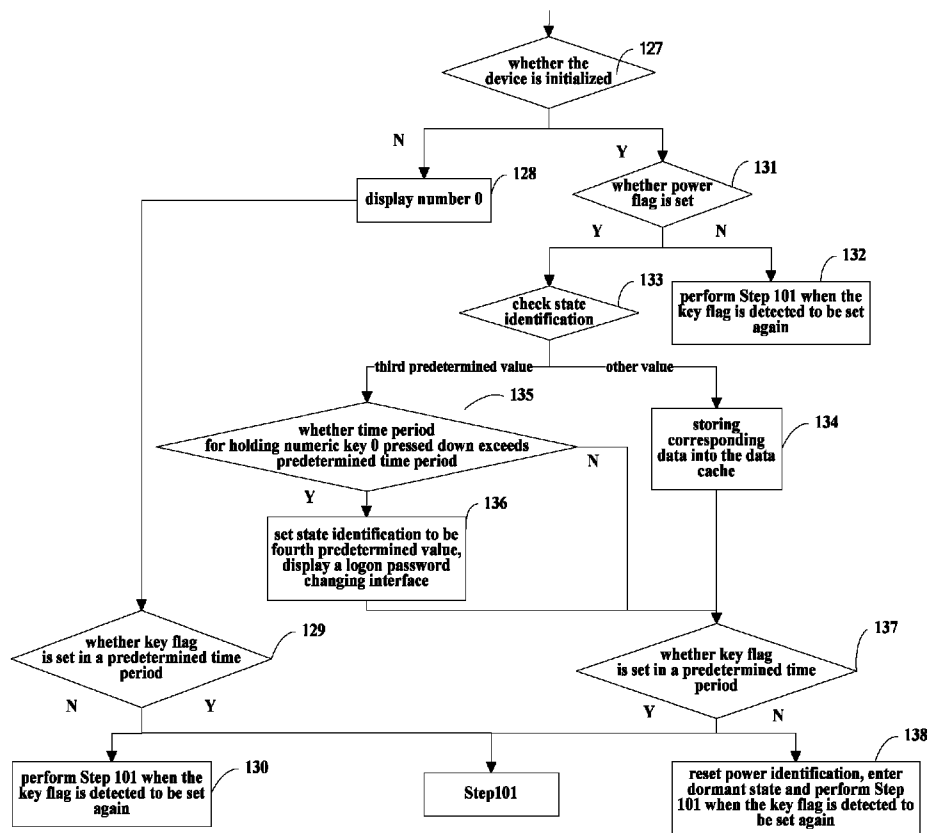 127
whether the
device is initialized
N
Y
128
display number 0
131
whether power
flag is set
Y
N
132
perform Step 101 when the
key flag is detected to be set
again
133
check state
identification
third predetermined value
other value
135
whether time period
for holding numeric key 0 pressed down exceeds
predetermined time period
N
Y
134
storing
corresponding
data into the data
cache
136
set state identification to be
fourth predetermined value,
display a logon password
changing interface
129
whether key flag
is set in a predetermined time
period
N
Y
137
whether key flag
is set in a predetermined time
period
Y
N
130
perform Step 101 when the
key flag is detected to be set
again
Step101
138
reset power identification, enter
dormant state and perform Step
101 when the key flag is detected to
be set again